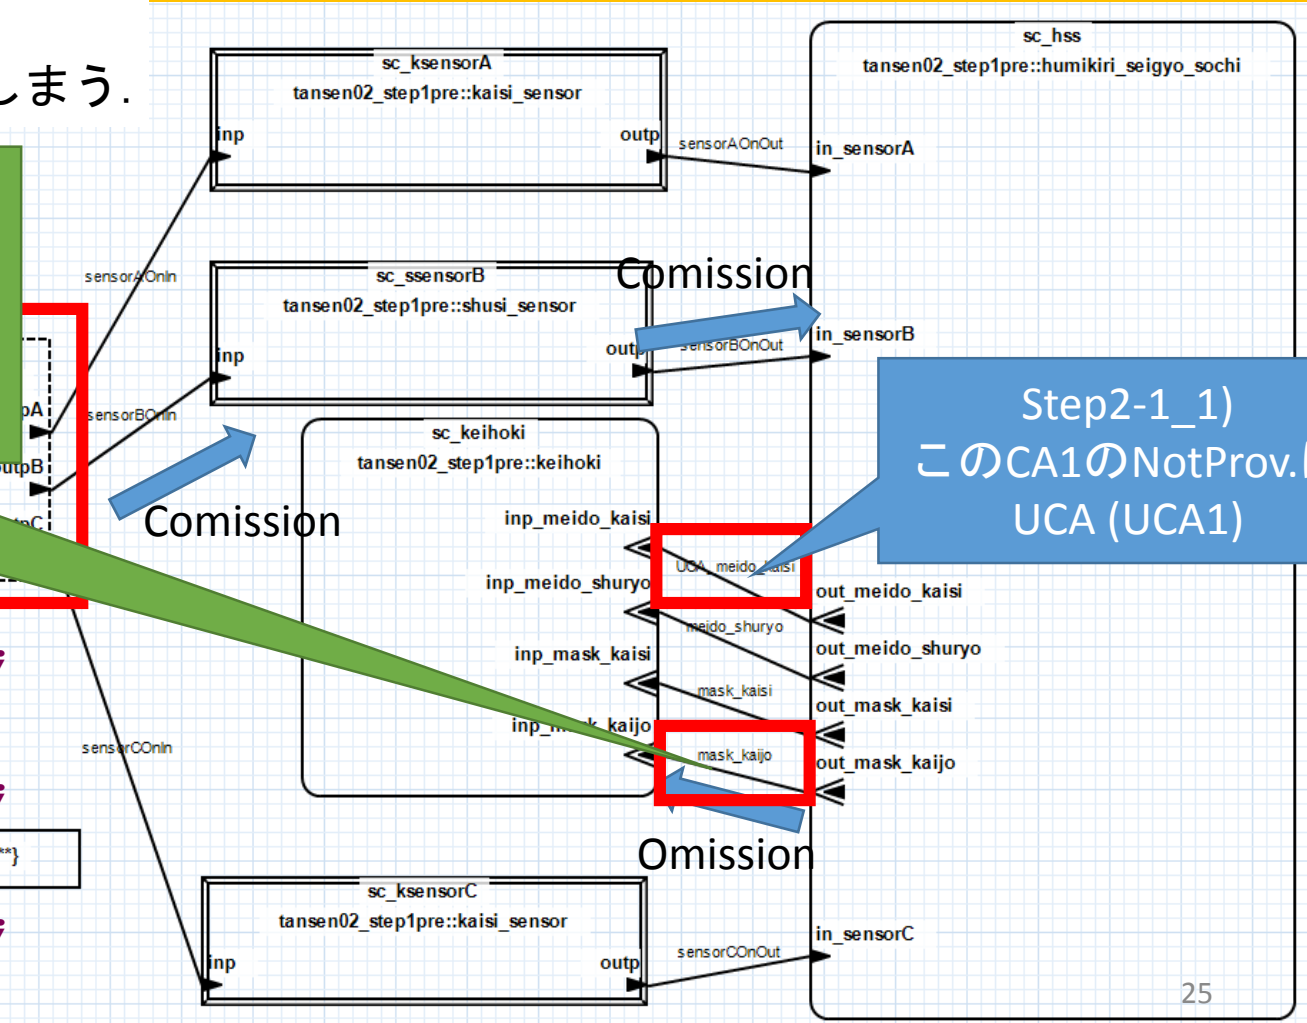 しまう.
sc_ksensorA
tansen02_step1pre::kaisi_sensor
inp
outp
sensorAOnOut
sc_hss
tansen02_step1pre::humikiri_seigyo_sochi
in_sensorA
sensorAOnIn
sc_ssensorB
tansen02_step1pre::shusi_sensor
inp
outp
Comission
sensorBOnOut
in_sensorB
pA
sensorBOnIn
utpB
Comission
sc_keihoki
tansen02_step1pre::keihoki
inp_meido_kaisi
inp_meido_shuryo
inp_mask_kaisi
inp_mask_kaijo
Step2-1_1)
このCA1のNotProv.
UCA (UCA1)
UCA_meido_kaisi
meido_shuryo
mask_kaisi
mask_kaijo
out_meido_kaisi
out_meido_shuryo
out_mask_kaisi
out_mask_kaijo
;
;
**}
;
sensorCOnIn
Omission
sc_ksensorC
tansen02_step1pre::kaisi_sensor
inp
outp
sensorCOnOut
in_sensorC
25